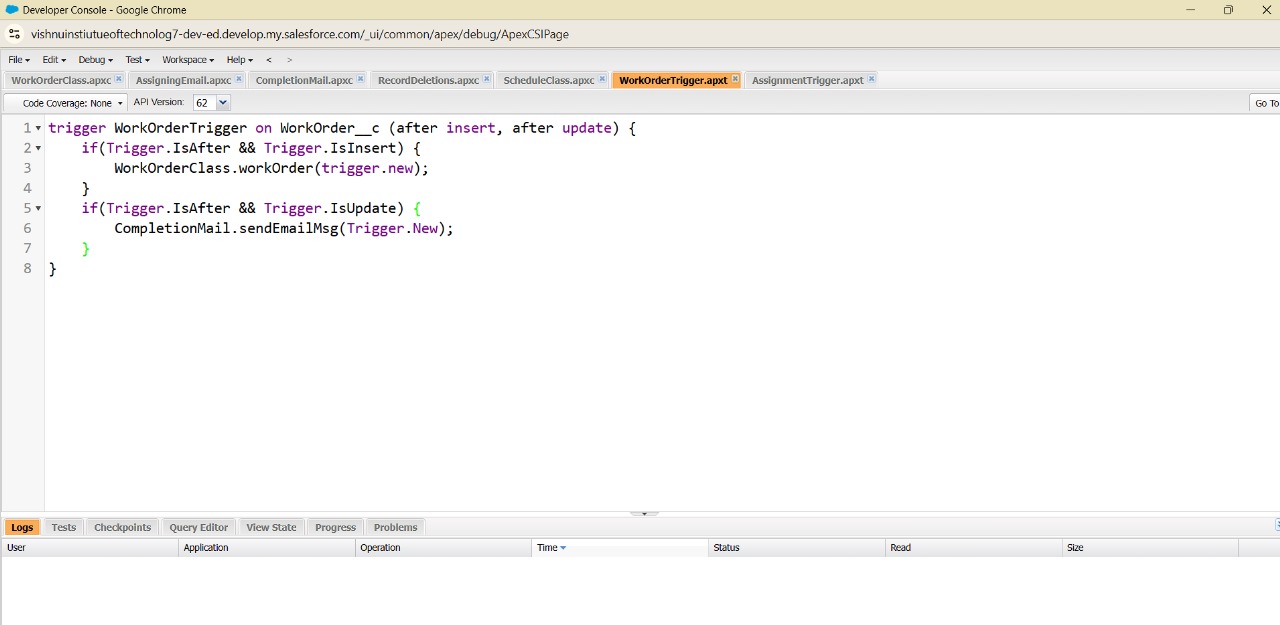 Developer Console - Google Chrome
vishnuinstiutueoftechnolog7-dev-ed.develop.my.salesforce.com/_ui/common/apex/debug/ApexCSIPage
File Edit Debug Test Workspace Help < >
WorkOrderClass.apxc AssigningEmail.apxc CompletionMail.apxc RecordDeletions.apxc ScheduleClass.apxc WorkOrderTrigger.apxt AssignmentTrigger.apxt
Code Coverage: None API Version: 62 Go To
1 trigger WorkOrderTrigger on WorkOrder__c (after insert, after update) {
2 if(Trigger.IsAfter && Trigger.IsInsert) {
3 WorkOrderClass.workOrder(trigger.new);
4 }
5 if(Trigger.IsAfter && Trigger.IsUpdate) {
6 CompletionMail.sendEmailMsg(Trigger.New);
7 }
8 }
Logs Tests Checkpoints Query Editor View State Progress Problems
User Application Operation Time Status Read Size